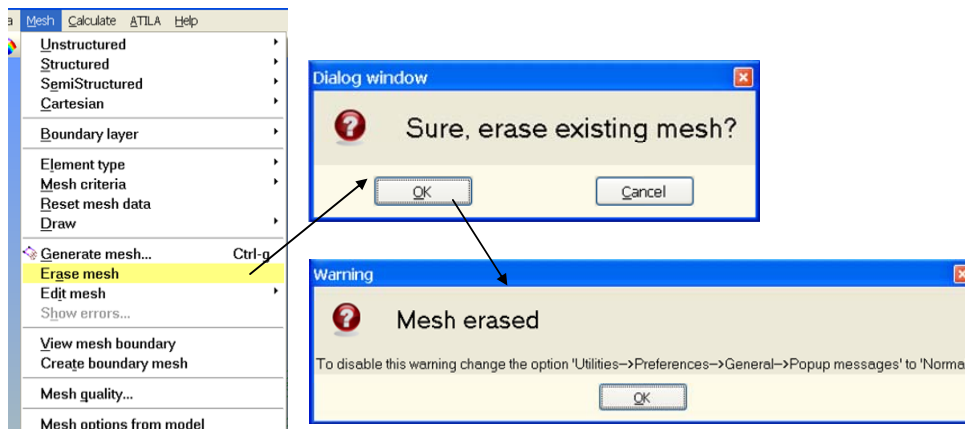 a Mesh Calculate ATILA Help
Unstructured
Structured
SemiStructured
Cartesian
Boundary layer
Element type
Mesh criteria
Reset mesh data
Draw
Generate mesh... Ctrl-g
Erase mesh
Edit mesh
Show errors...
View mesh boundary
Create boundary mesh
Mesh quality...
Mesh options from model
Dialog window
Sure, erase existing mesh?
OK Cancel
Warning
Mesh erased
To disable this warning change the option 'Utilities->Preferences->General->Popup messages' to 'Norma
OK